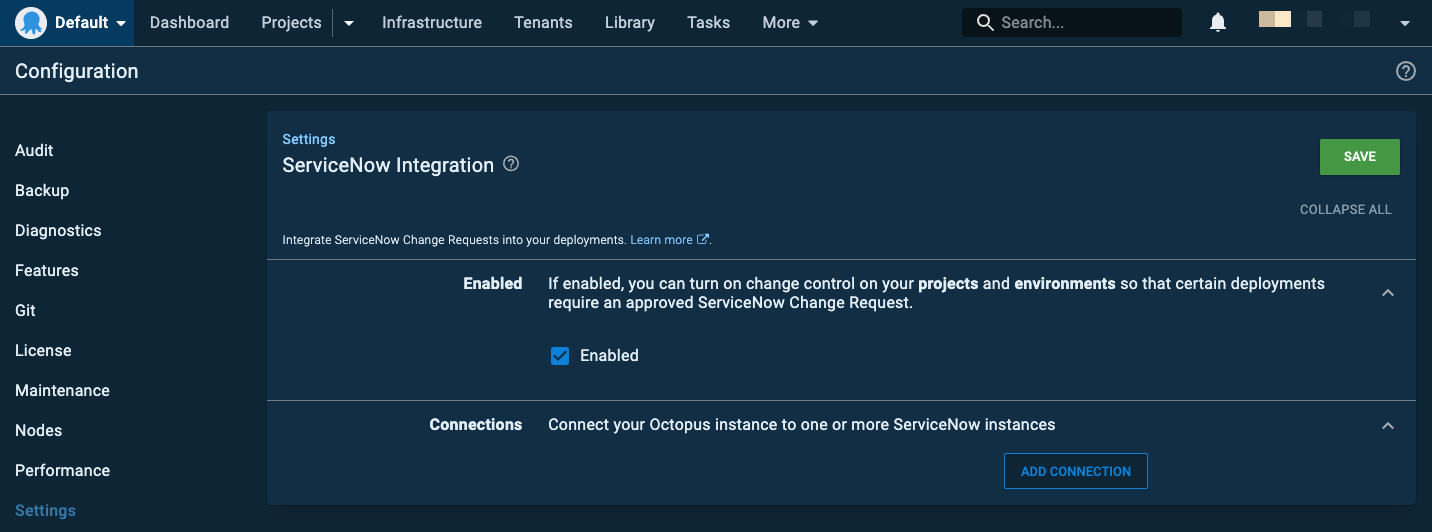 Default Dashboard Projects Infrastructure Tenants Library Tasks More Search...
Configuration
Audit
Backup
Diagnostics
Features
Git
License
Maintenance
Nodes
Performance
Settings
Settings
ServiceNow Integration
SAVE
COLLAPSE ALL
Integrate ServiceNow Change Requests into your deployments. Learn more.
Enabled
If enabled, you can turn on change control on your projects and environments so that certain deployments
require an approved ServiceNow Change Request.
Enabled
Connections
Connect your Octopus instance to one or more ServiceNow instances
ADD CONNECTION